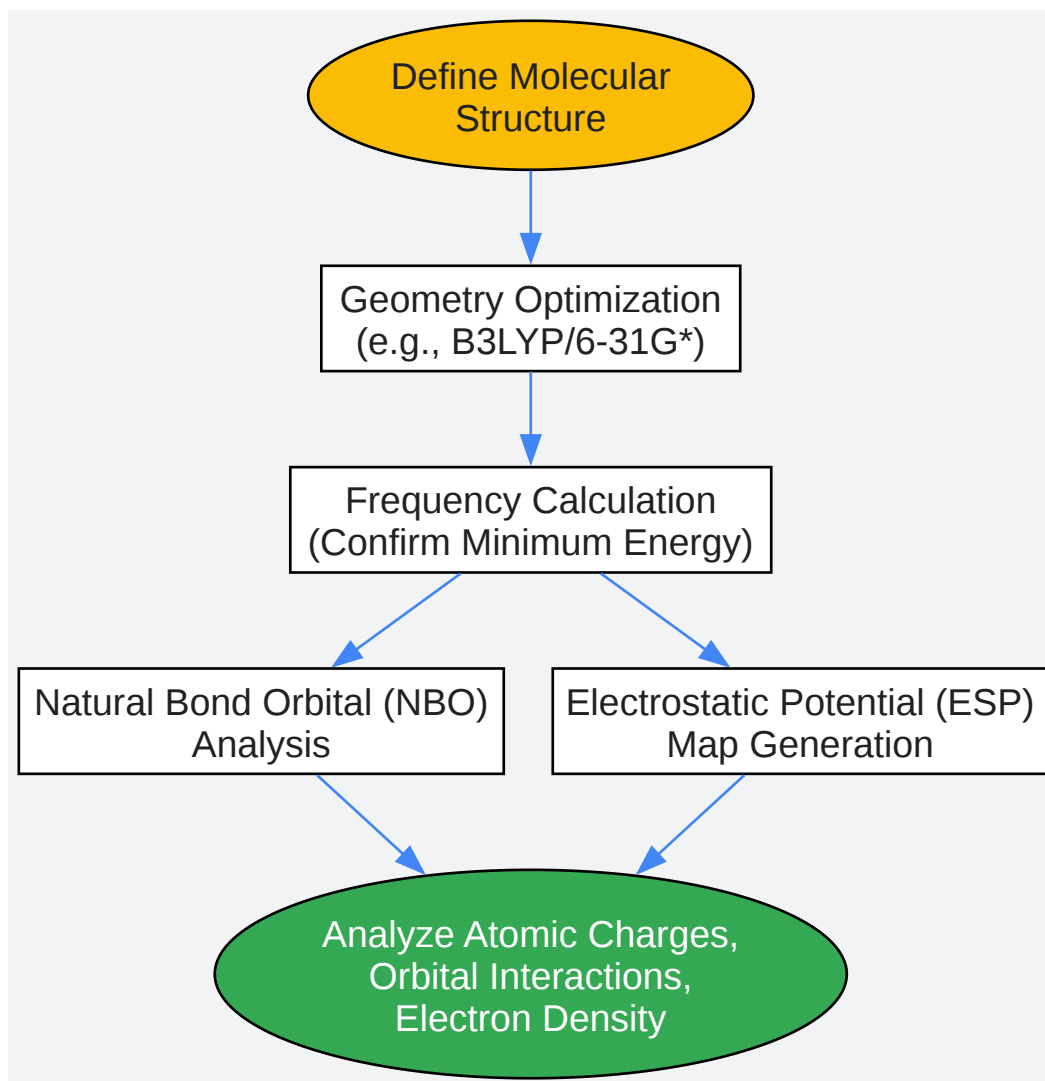 Define Molecular
Structure
Geometry Optimization
(e.g., B3LYP/6-31G*)
Frequency Calculation
(Confirm Minimum Energy)
Natural Bond Orbital (NBO)
Analysis
Electrostatic Potential (ESP)
Map Generation
Analyze Atomic Charges,
Orbital Interactions,
Electron Density